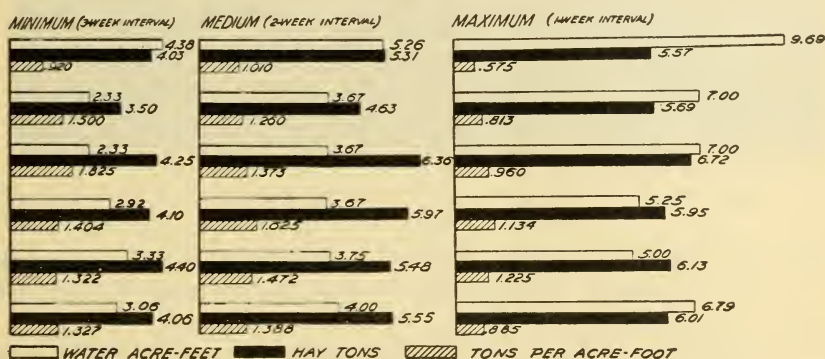 MINIMUM (3-WEEK INTERVAL) MEDIUM (2-WEEK INTERVAL) MAXIMUM (1-WEEK INTERVAL)
4.38 5.26 9.69
4.03 5.31 5.57
.920 1.010 .575
2.33 3.67 7.00
3.50 4.63 5.69
1.500 1.260 .813
2.33 3.67 7.00
4.25 6.36 6.72
1.825 1.373 .960
2.92 3.67 5.25
4.10 5.97 5.95
1.404 1.625 1.134
3.33 3.75 5.00
4.40 5.48 6.13
1.322 1.472 1.225
3.06 4.00 6.79
4.06 5.55 6.01
1.327 1.388 .885
WATER ACRE-FEET HAY TONS TONS PER ACRE-FOOT